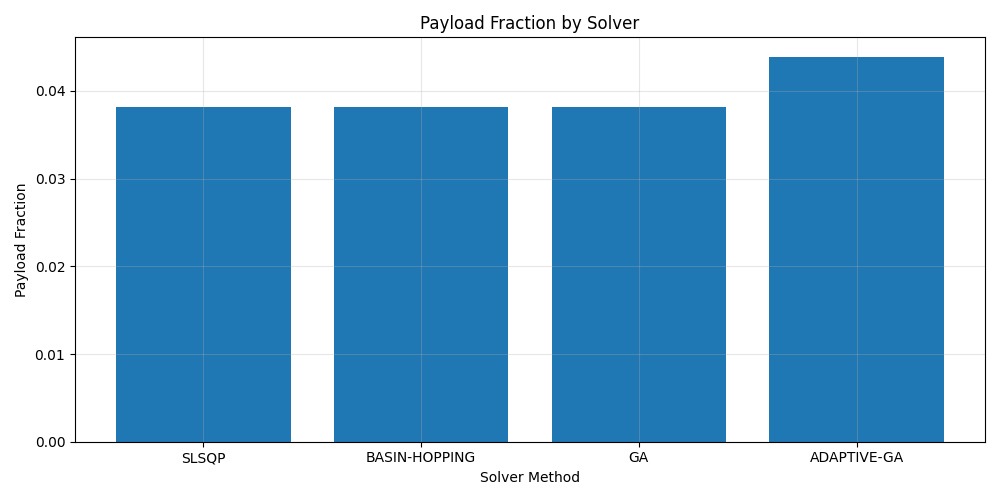 Payload Fraction by Solver
Payload Fraction
0.04
0.03
0.02
0.01
0.00
SLSQP
BASIN-HOPPING
GA
ADAPTIVE-GA
Solver Method